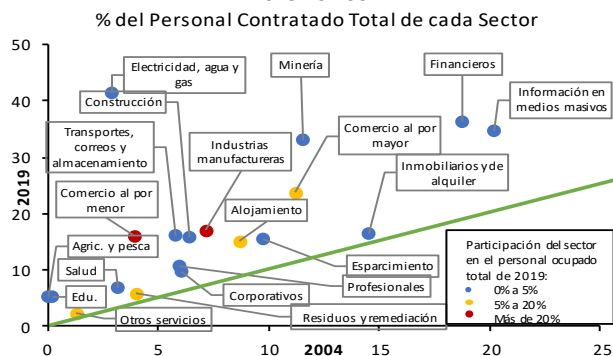 % del Personal Contratado Total de cada Sector
50
40
30
20
10
0
2019
Electricidad, agua y
gas
Construcción
Transportes,
correos y
almacenamiento
Comercio al por
menor
Agric. y pesca
Salud
Edu.
Otros servicios
Minería
Industrias
manufactureras
Comercio al por
mayor
Alojamiento
Financieros
Información en
medios masivos
Inmobiliarios y de
alquiler
Esparcimiento
Profesionales
Corporativos
Residuos y remediación
Participación del sector
en el personal ocupado
total de 2019:
0% a 5%
5% a 20%
Más de 20%
0
5
10
2004
15
20
25